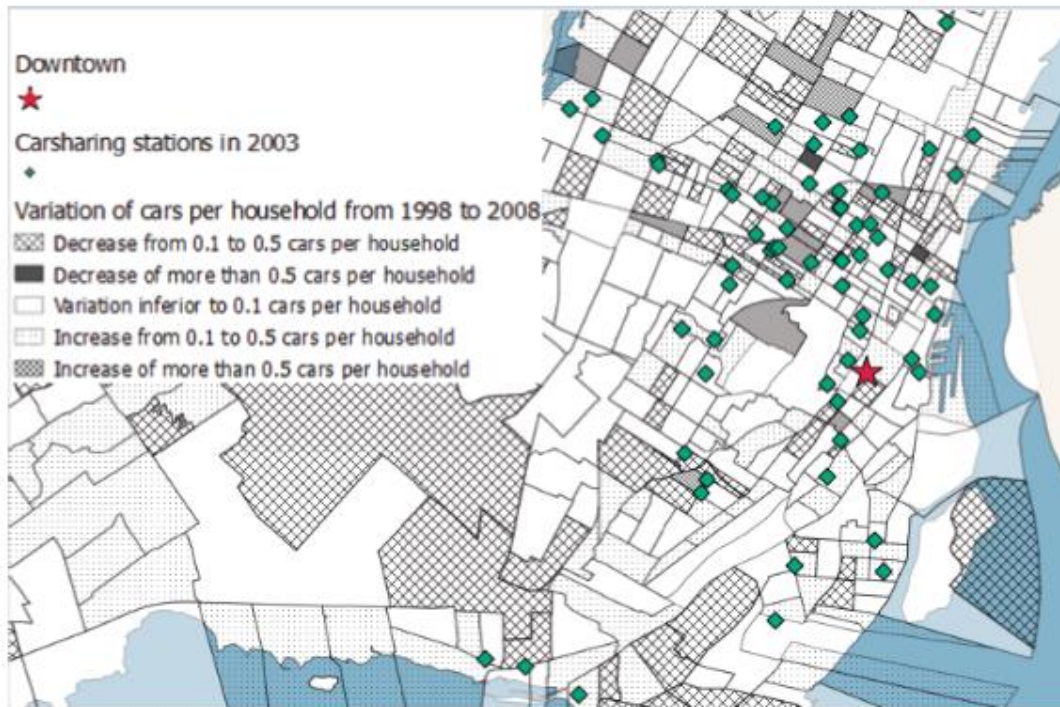 Downtown
Carsharing stations in 2003
Variation of cars per household from 1998 to 2008
Decrease from 0.1 to 0.5 cars per household
Decrease of more than 0.5 cars per household
Variation inferior to 0.1 cars per household
Increase from 0.1 to 0.5 cars per household
Increase of more than 0.5 cars per household